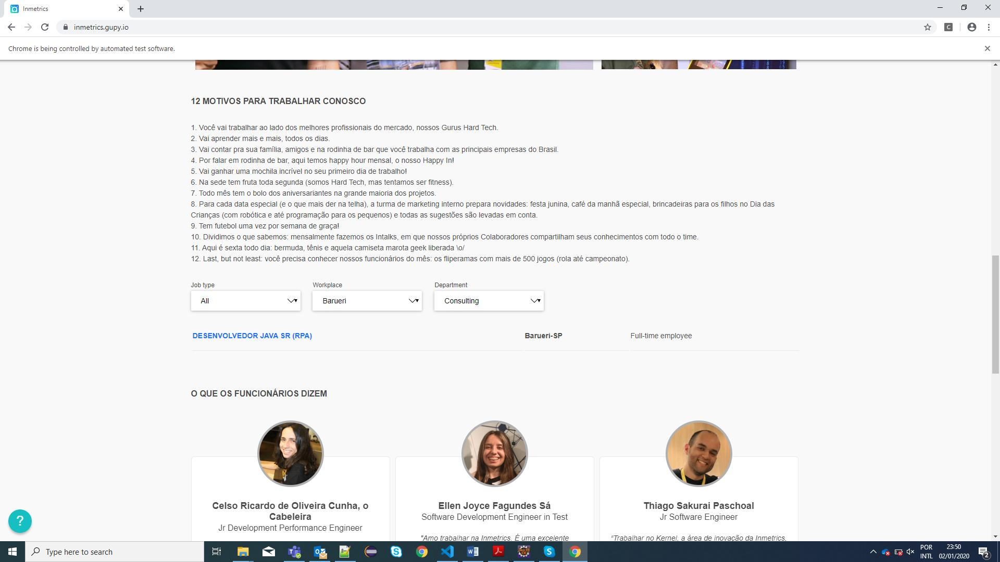 Inmetrics
inmetrics.gupy.io
C
Chrome is being controlled by automated test software.
12 MOTIVOS PARA TRABALHAR CONOSCO
1. Você vai trabalhar ao lado dos melhores profissionais do mercado, nossos Gurus Hard Tech.
2. Vai aprender mais e mais, todos os dias.
3. Vai contar pra sua família, amigos e na rodinha de bar que você trabalha com as principais empresas do Brasil.
4. Por falar em rodinha de bar, aqui temos happy hour mensal, o nosso Happy In!
5. Vai ganhar uma mochila incrível no seu primeiro dia de trabalho!
6. Na sede tem fruta toda segunda (somos Hard Tech, mas tentamos ser fitness).
7. Todo mês tem o bolo dos aniversariantes na grande maioria dos projetos.
8. Para cada data especial (e o que mais der na telha), a turma de marketing interno prepara novidades: festa junina, café da manhã especial, brincadeiras para os filhos no Dia das
Crianças (com robótica e até programação para os pequenos) e todas as sugestões são levadas em conta.
9. Tem futebol uma vez por semana de graça!
10. Dividimos o que sabemos: mensalmente fazemos os Intalks, em que nossos próprios Colaboradores compartilham seus conhecimentos com todo o time.
11. Aqui é sexta todo dia: bermuda, tênis e aquela camiseta marota geek liberada \o/
12. Last, but not least: você precisa conhecer nossos funcionários do mês: os fliperamas com mais de 500 jogos (rola até campeonato).
Job type Workplace Department
All Barueri Consulting
DESENVOLVEDOR JAVA SR (RPA) Barueri-SP Full-time employee
O QUE OS FUNCIONÁRIOS DIZEM
Celso Ricardo de Oliveira Cunha, o
Cabeleira
Jr Development Performance Engineer
Ellen Joyce Fagundes Sá
Software Development Engineer in Test
"Amo trabalhar na Inmetrics. É uma excelente
Thiago Sakurai Paschoal
Jr Software Engineer
"Trabalhar no Kernel, a área de inovação da Inmetrics,
?
Type here to search
POR
INTL
23:50
02/01/2020
2